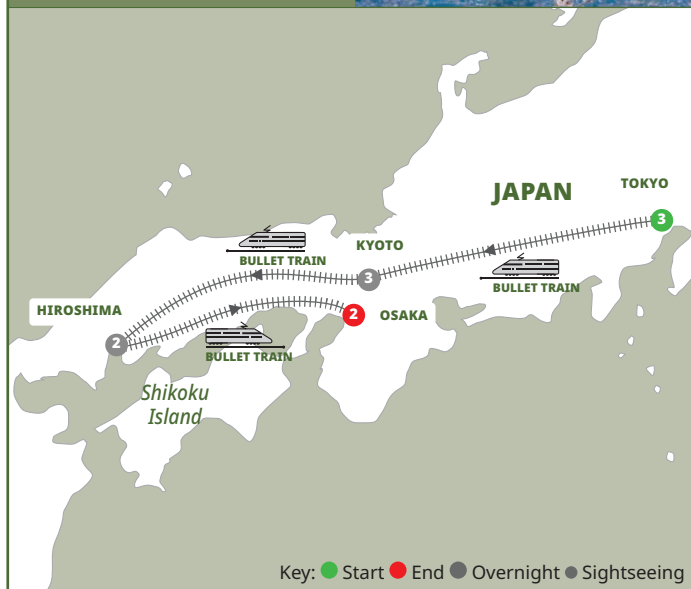 JAPAN
TOKYO
3
KYOTO
3
BULLET TRAIN
BULLET TRAIN
HIROSHIMA
2
OSAKA
2
BULLET TRAIN
Shikoku
Island
Key: Start End Overnight Sightseeing